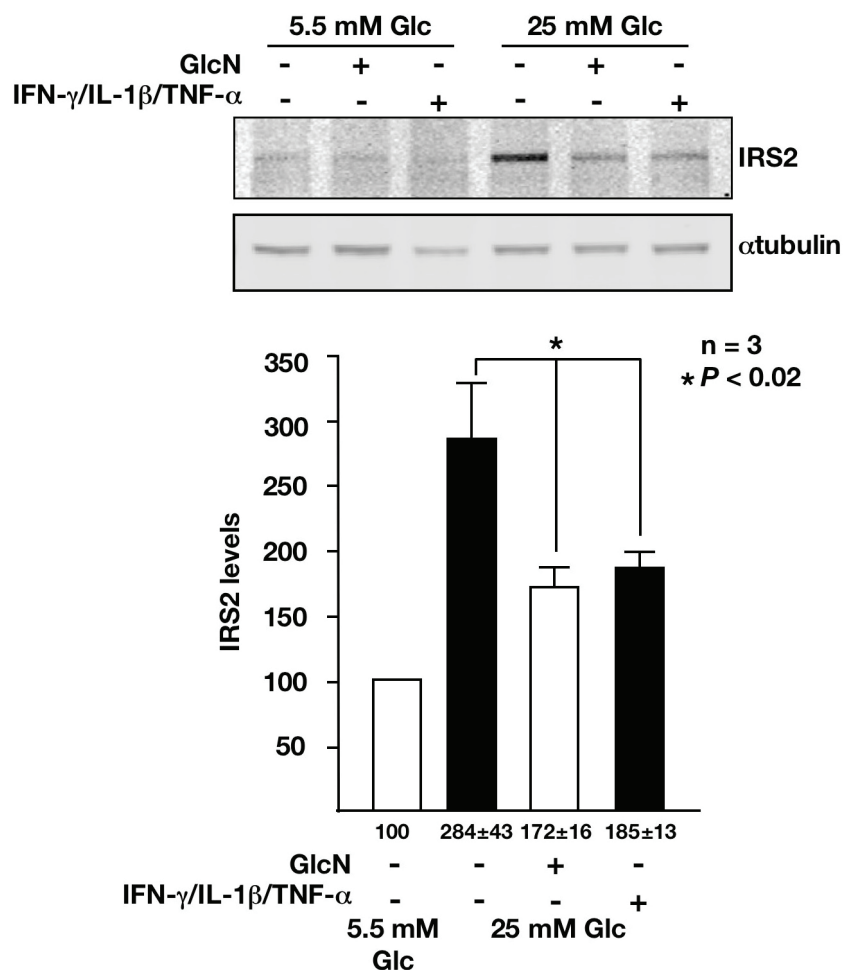 5.5 mM Glc 25 mM Glc
GlcN - + - - + -
IFN-γ/IL-1β/TNF-α - - + - - +
IRS2
αtubulin
n = 3
* P < 0.02
*
350
300
250
200
150
100
50
IRS2 levels
100 284±43 172±16 185±13
GlcN - - + -
IFN-γ/IL-1β/TNF-α - - - +
5.5 mM 25 mM Glc
Glc